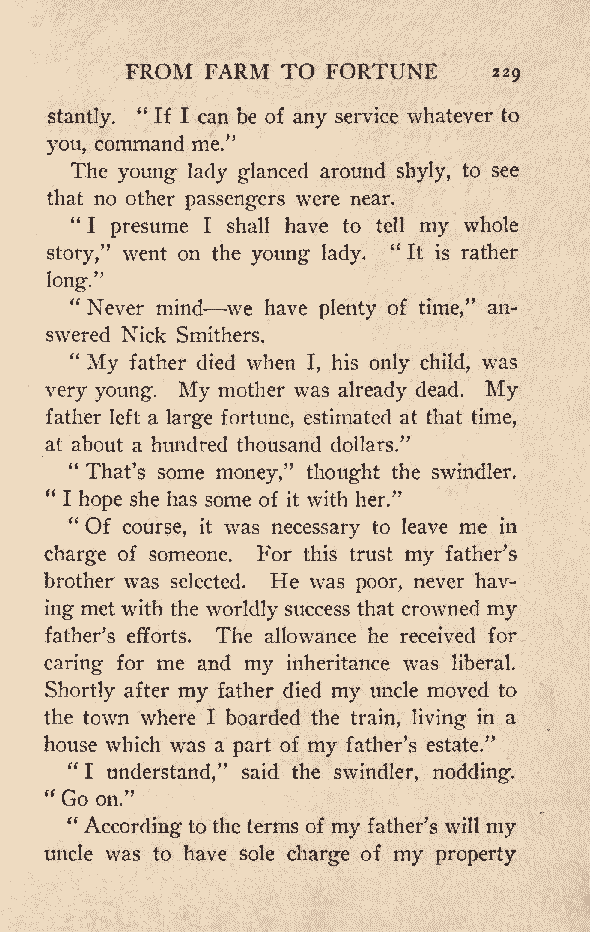 FROM FARM TO FORTUNE 229
stantly. “ If I can be of any service whatever to
you, command me.”
The young lady glanced around shyly, to see
that no other passengers were near.
“ I presume I shall have to tell my whole
story,” went on the young lady. “ It is rather
long.”
“ Never mind—we have plenty of time,” an-
swered Nick Smithers.
“ My father died when I, his only child, was
very young. My mother was already dead. My
father left a large fortune, estimated at that time,
at about a hundred thousand dollars.”
“ That’s some money,” thought the swindler.
“ I hope she has some of it with her.”
“ Of course, it was necessary to leave me in
charge of someone. For this trust my father’s
brother was selected. He was poor, never hav-
ing met with the worldly success that crowned my
father’s efforts. The allowance he received for
caring for me and my inheritance was liberal.
Shortly after my father died my uncle moved to
the town where I boarded the train, living in a
house which was a part of my father’s estate.”
“ I understand,” said the swindler, nodding.
“ Go on.”
“ According to the terms of my father’s will my
uncle was to have sole charge of my property